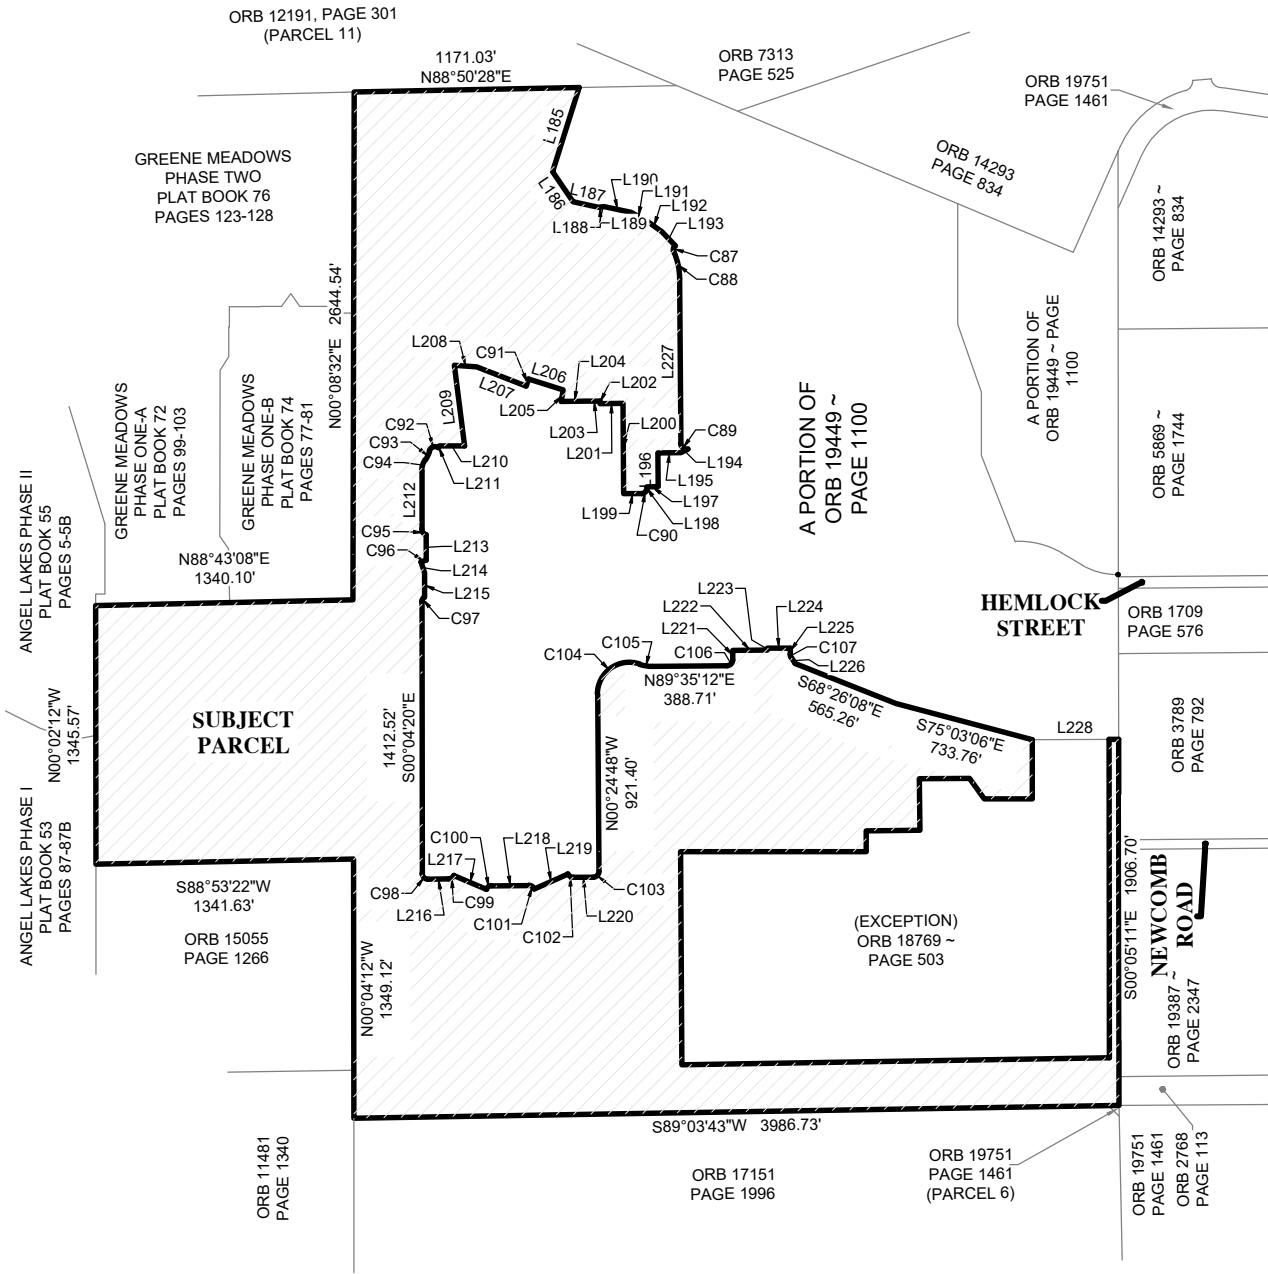 ORB 12191, PAGE 301
(PARCEL 11)
1171.03'
N88°50'28"E
ORB 7313
PAGE 525
ORB 19751
PAGE 1461
ORB 14293
PAGE 834
ORB 14293 ~
PAGE 834
GREENE MEADOWS
PHASE TWO
PLAT BOOK 76
PAGES 123-128
L185
L186
L187
L188
L189
L190
L191
L192
L193
C87
C88
N00°08'32"E 2644.54'
L227
A PORTION OF
ORB 19449 ~ PAGE
1100
A PORTION OF
ORB 19449 ~
PAGE 1100
ORB 5869 ~
PAGE 1744
GREENE MEADOWS
PHASE ONE-A
PLAT BOOK 72
PAGES 99-103
GREENE MEADOWS
PHASE ONE-B
PLAT BOOK 74
PAGES 77-81
L208
C91
L204
L206
L207
L202
L205
L209
L203
L201
L200
C92
C93
C94
L210
L211
L212
C89
L194
196
L195
L197
L198
L199
C90
C95
C96
L213
L214
L215
C97
ANGEL LAKES PHASE II
PLAT BOOK 55
PAGES 5-5B
N88°43'08"E
1340.10'
HEMLOCK
STREET
ORB 1709
PAGE 576
L223
L222
L221
L224
L225
C107
L226
C106
C105
C104
N89°35'12"E
388.71'
S68°26'08"E
565.26'
S75°03'06"E
733.76'
L228
ORB 3789
PAGE 792
SUBJECT
PARCEL
N00°02'12"W
1345.57'
1412.52'
S00°04'20"E
N00°24'48"W
921.40'
ANGEL LAKES PHASE I
PLAT BOOK 53
PAGES 87-87B
C100
L218
L217
L219
C98
C99
L216
C101
C102
L220
C103
S88°53'22"W
1341.63'
ORB 15055
PAGE 1266
N00°04'12"W
1349.12'
(EXCEPTION)
ORB 18769 ~
PAGE 503
S00°05'11"E 1906.70'
NEWCOMB
ROAD
ORB 19387 ~
PAGE 2347
S89°03'43"W 3986.73'
ORB 11481
PAGE 1340
ORB 17151
PAGE 1996
ORB 19751
PAGE 1461
(PARCEL 6)
ORB 19751
PAGE 1461
ORB 2768
PAGE 113